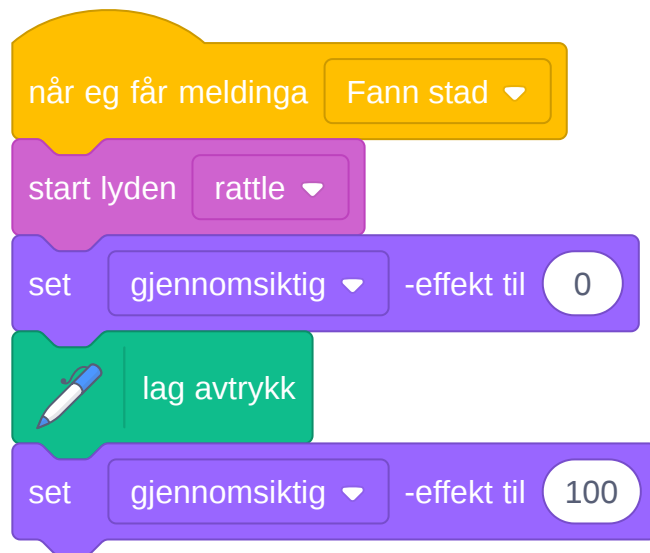 når eg får meldinga Fann stad
start lyden rattle
set gjennomsiktig -effekt til 0
lag avtrykk
set gjennomsiktig -effekt til 100